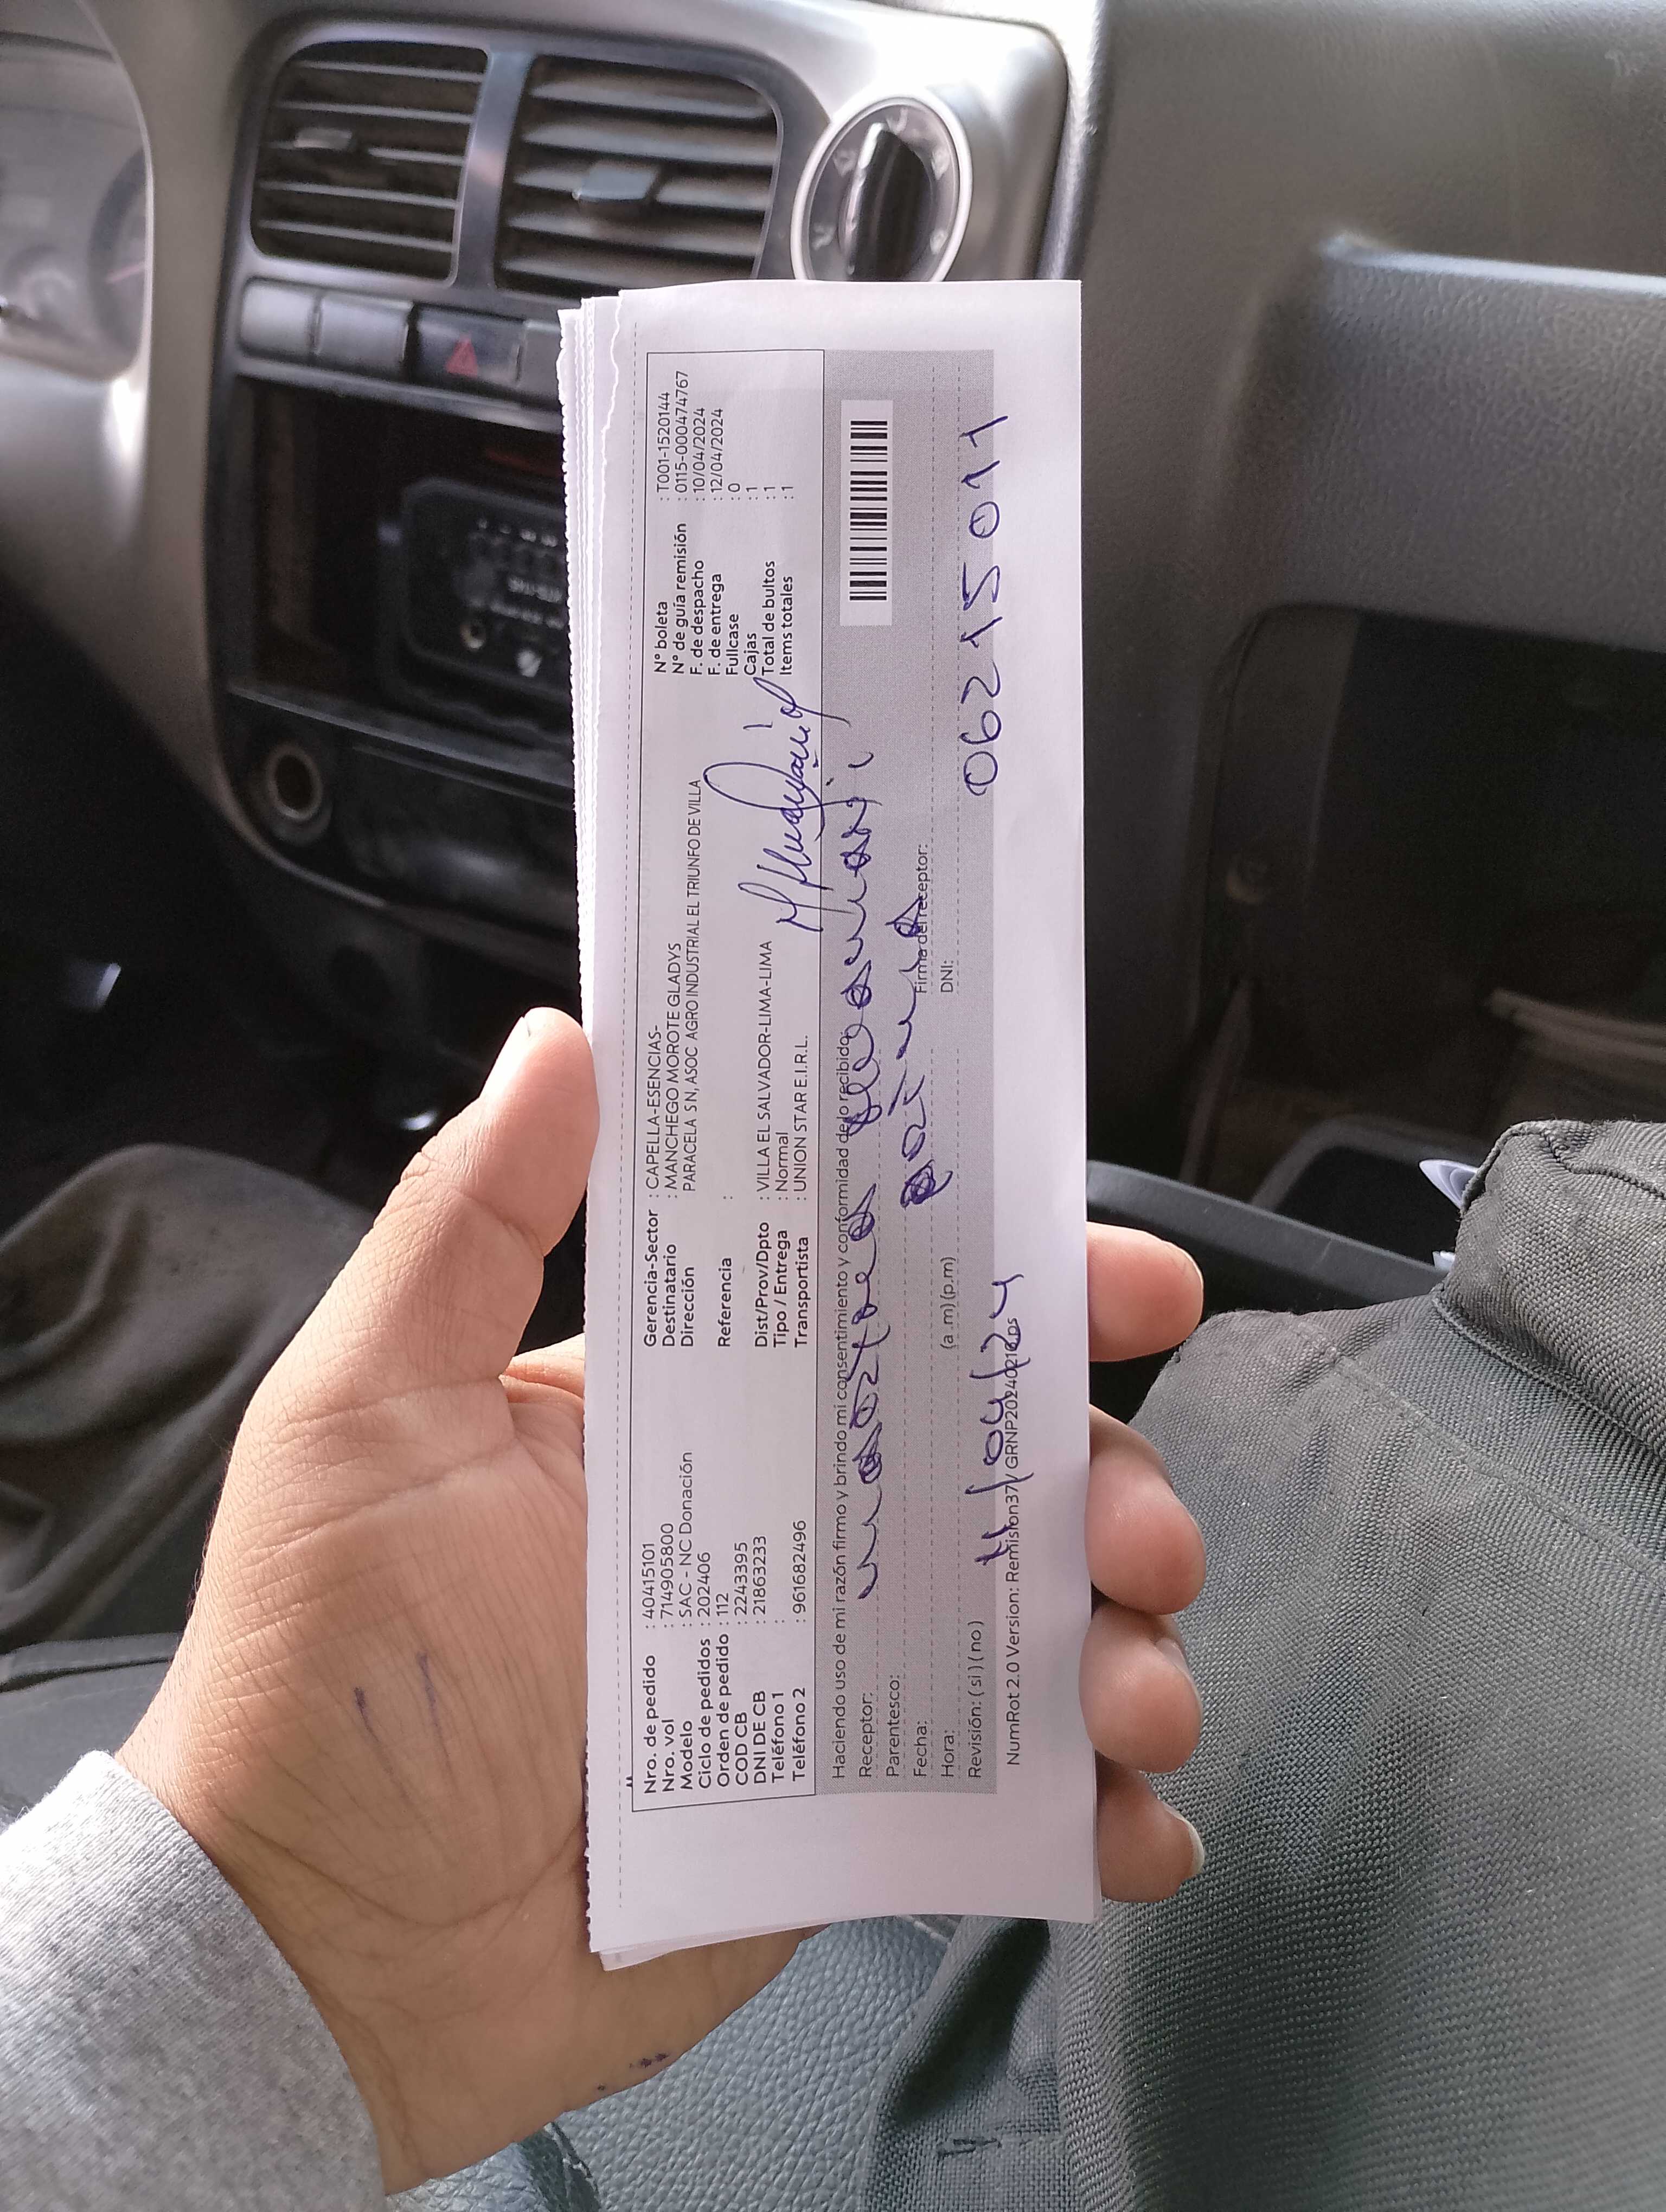 Nro. de pedido : 40415101
Nro. vol : 714905800
Modelo : SAC - NC Donación
Ciclo de pedidos : 202406
Orden de pedido : 112
COD CB : 2243395
DNI DE CB : 21863233
Teléfono 1 :
Teléfono 2 : 961682496
Gerencia-Sector : CAPELLA-ESENCIAS-
Destinatario : MANCHEGO MOROTE GLADYS
Dirección PARACELA SN, ASOC AGRO INDUSTRIAL EL TRIUNFO DE VILLA
Referencia :
Dist/Prov/Dpto : VILLA EL SALVADOR-LIMA-LIMA
Tipo / Entrega : Normal
Transportista : UNION STAR E.I.R.L.
N° boleta : T001-1520144
N° de guía remisión : 0115-000474767
F. de despacho : 10/04/2024
F. de entrega : 12/04/2024
Fullcase : 0
Cajas : 1
Total de bultos : 1
Items totales : 1
Haciendo uso de mi razón firmo y brindo mi consentimiento y conformidad de lo recibido.
Receptor:
Parentesco:
Fecha:
Firma del receptor:
Hora: (a.m) (p.m)
DNI: 06215011
Revisión: ( si ) ( no ) 11/04/24
NumRot 2.0 Version: Remision37 / GRNP20240216.ps